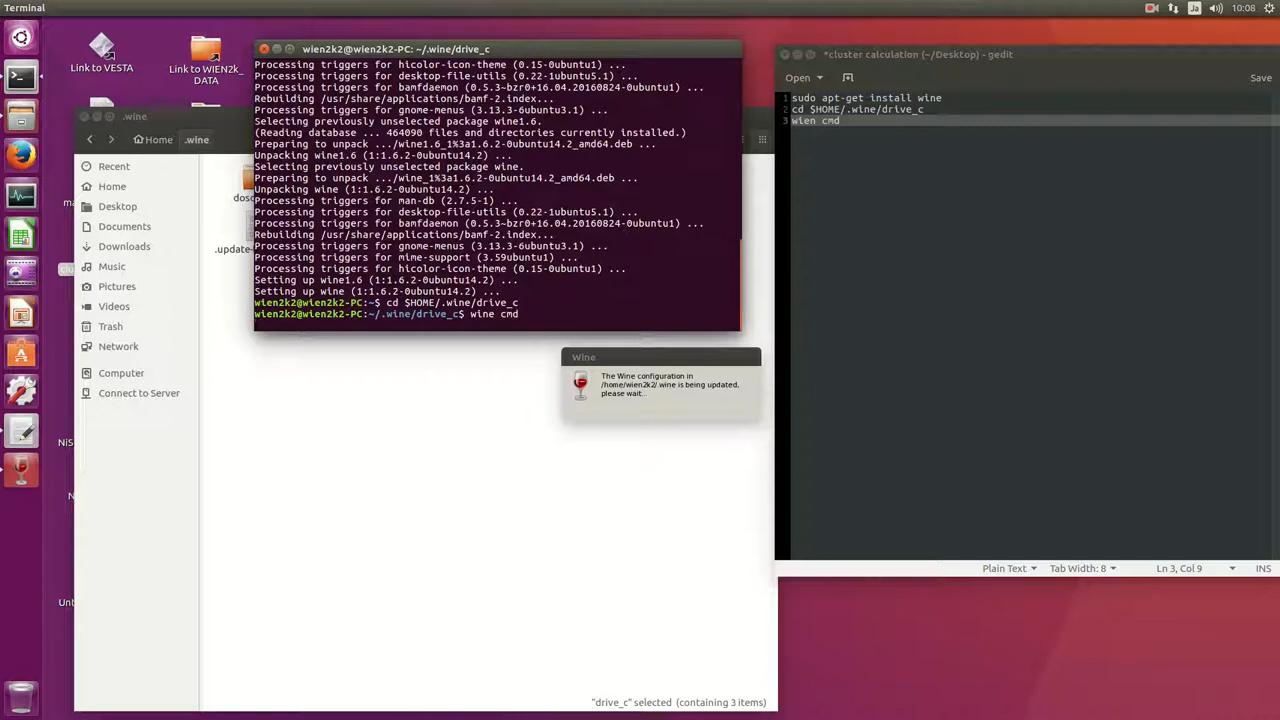 Terminal
Ja
10:08
Link to VESTA
Link to WIEN2k_
DATA
wien2k2@wien2k2-PC: ~/.wine/drive_c
Processing triggers for hicolor-icon-theme (0.15-0ubuntu1) ...
Processing triggers for desktop-file-utils (0.22-1ubuntu5.1) ...
Processing triggers for bamfdaemon (0.5.3~bzr0+16.04.20160824-0ubuntu1) ...
Rebuilding /usr/share/applications/bamf-2.index...
Processing triggers for gnome-menus (3.13.3-6ubuntu3.1) ...
Selecting previously unselected package wine1.6.
(Reading database ... 464090 files and directories currently installed.)
Preparing to unpack .../wine1.6_1%3a1.6.2-0ubuntu14.2_amd64.deb ...
Unpacking wine1.6 (1:1.6.2-0ubuntu14.2) ...
Selecting previously unselected package wine.
Preparing to unpack .../wine_1%3a1.6.2-0ubuntu14.2_amd64.deb ...
Unpacking wine (1:1.6.2-0ubuntu14.2) ...
Processing triggers for man-db (2.7.5-1) ...
Processing triggers for desktop-file-utils (0.22-1ubuntu5.1) ...
Processing triggers for bamfdaemon (0.5.3~bzr0+16.04.20160824-0ubuntu1) ...
Rebuilding /usr/share/applications/bamf-2.index...
Processing triggers for gnome-menus (3.13.3-6ubuntu3.1) ...
Processing triggers for mime-support (3.59ubuntu1) ...
Processing triggers for hicolor-icon-theme (0.15-0ubuntu1) ...
Setting up wine1.6 (1:1.6.2-0ubuntu14.2) ...
Setting up wine (1:1.6.2-0ubuntu14.2) ...
wien2k2@wien2k2-PC:~$ cd $HOME/.wine/drive_c
wien2k2@wien2k2-PC:~/.wine/drive_c$ wine cmd
.wine
Home
.wine
Recent
Home
Desktop
Documents
Downloads
Music
Pictures
Videos
Trash
Network
Computer
Connect to Server
dosd
.update-
ma
clu
NiS
N
Unt
Wine
The Wine configuration in
/home/wien2k2/.wine is being updated,
please wait...
"drive_c" selected (containing 3 items)
*cluster calculation (~/Desktop) - gedit
Open
Save
1 sudo apt-get install wine
2 cd $HOME/.wine/drive_c
3 wien cmd
Plain Text
Tab Width: 8
Ln 3, Col 9
INS